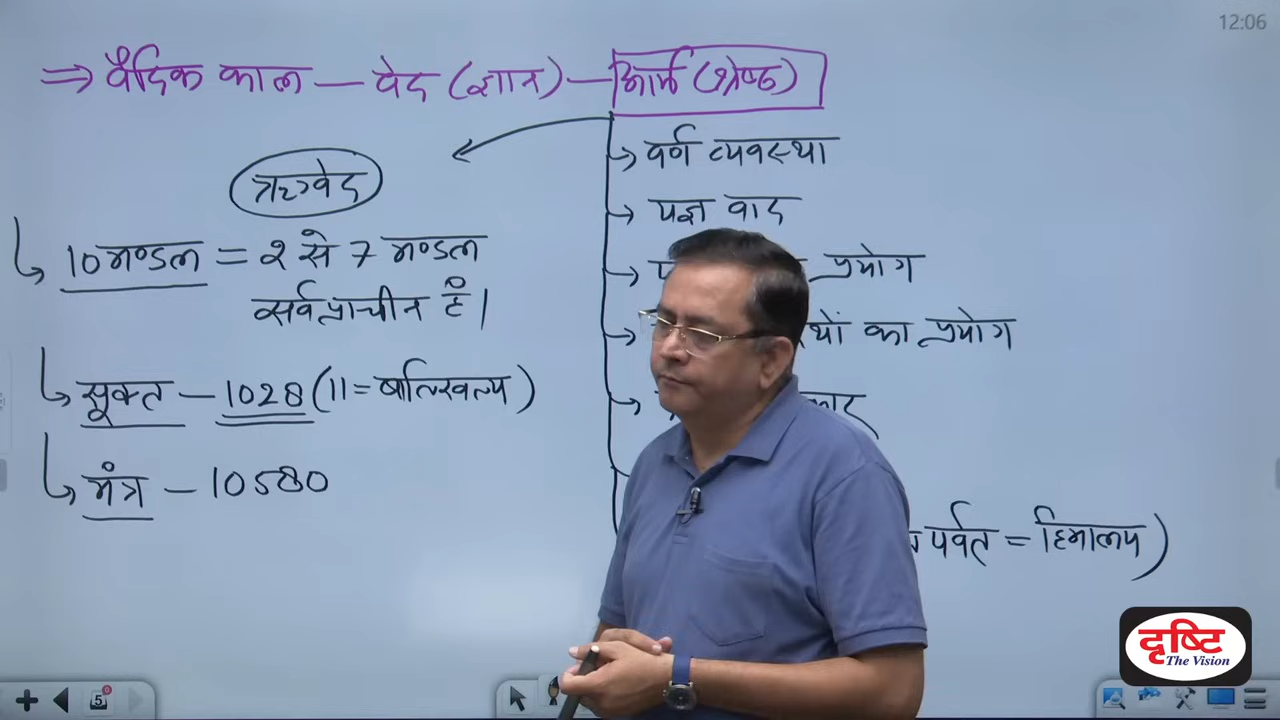 12:06
⇒ वैदिक काल — वेद (ज्ञान) — आर्य (श्रेष्ठ)
ऋग्वेद
10 मण्डल = 2 से 7 मण्डल
सर्वप्राचीन हैं।
सूक्त — 1028 (11 = बालखिल्य)
मंत्र — 10580
वर्ण व्यवस्था
यज्ञ वाद
प्रयोग
का प्रयोग
पर्वत = हिमालय)
5
दृष्टि
The Vision